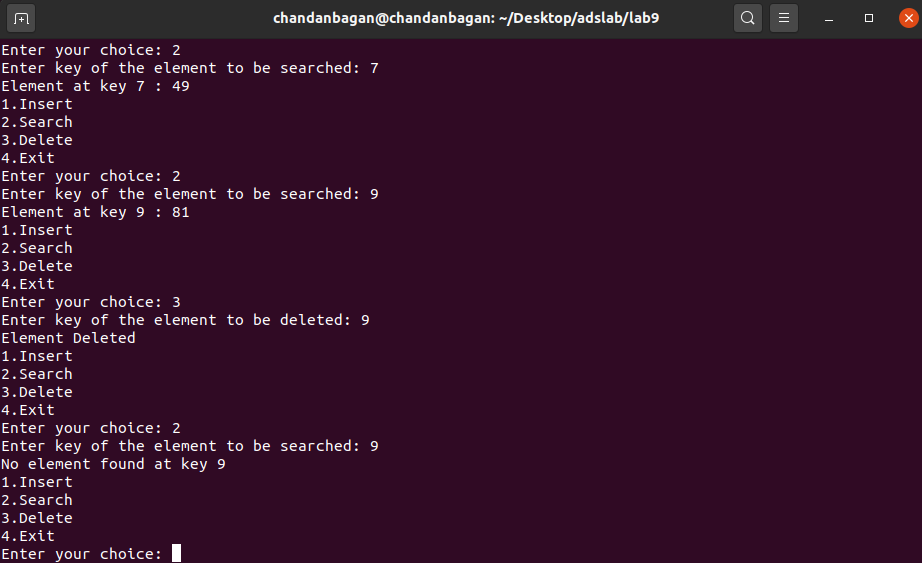 chandanbagan@chandanbagan: ~/Desktop/adslab/lab9
Enter your choice: 2
Enter key of the element to be searched: 7
Element at key 7 : 49
1.Insert
2.Search
3.Delete
4.Exit
Enter your choice: 2
Enter key of the element to be searched: 9
Element at key 9 : 81
1.Insert
2.Search
3.Delete
4.Exit
Enter your choice: 3
Enter key of the element to be deleted: 9
Element Deleted
1.Insert
2.Search
3.Delete
4.Exit
Enter your choice: 2
Enter key of the element to be searched: 9
No element found at key 9
1.Insert
2.Search
3.Delete
4.Exit
Enter your choice: